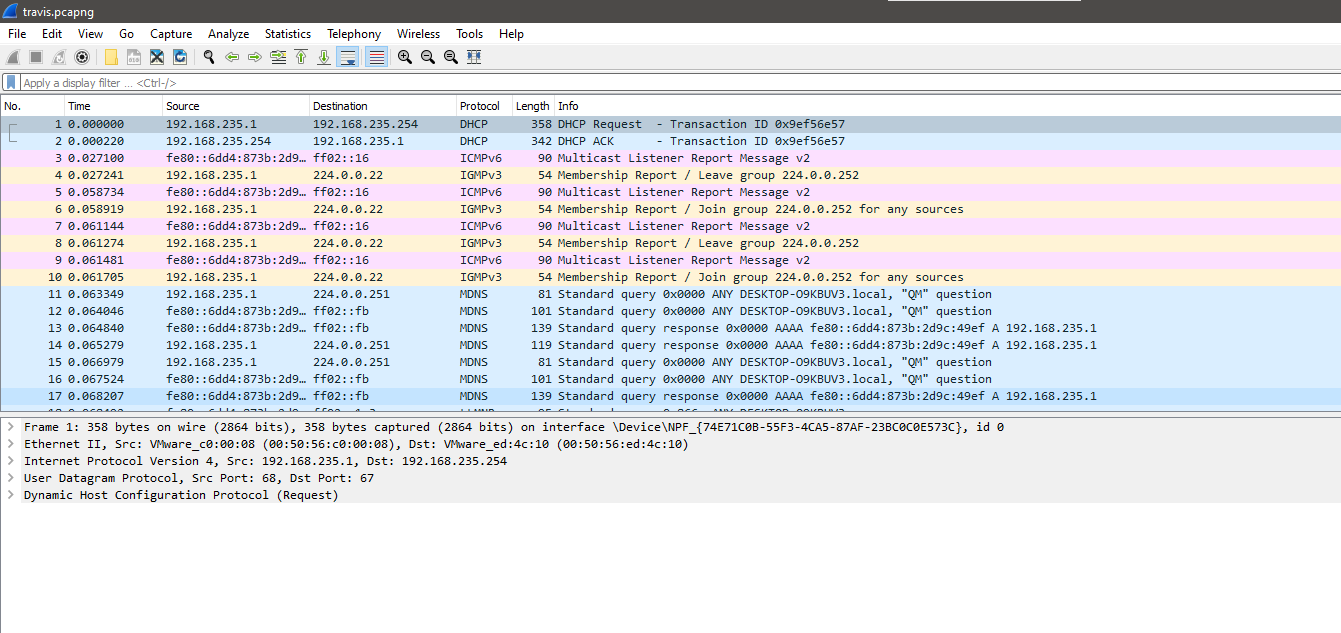 travis.pcapng
File Edit View Go Capture Analyze Statistics Telephony Wireless Tools Help
Apply a display filter ... <Ctrl-/>
No. Time Source Destination Protocol Length Info
1 0.000000 192.168.235.1 192.168.235.254 DHCP 358 DHCP Request - Transaction ID 0x9ef56e57
2 0.000220 192.168.235.254 192.168.235.1 DHCP 342 DHCP ACK - Transaction ID 0x9ef56e57
3 0.027100 fe80::6dd4:873b:2d9… ff02::16 ICMPv6 90 Multicast Listener Report Message v2
4 0.027241 192.168.235.1 224.0.0.22 IGMPv3 54 Membership Report / Leave group 224.0.0.252
5 0.058734 fe80::6dd4:873b:2d9… ff02::16 ICMPv6 90 Multicast Listener Report Message v2
6 0.058919 192.168.235.1 224.0.0.22 IGMPv3 54 Membership Report / Join group 224.0.0.252 for any sources
7 0.061144 fe80::6dd4:873b:2d9… ff02::16 ICMPv6 90 Multicast Listener Report Message v2
8 0.061274 192.168.235.1 224.0.0.22 IGMPv3 54 Membership Report / Leave group 224.0.0.252
9 0.061481 fe80::6dd4:873b:2d9… ff02::16 ICMPv6 90 Multicast Listener Report Message v2
10 0.061705 192.168.235.1 224.0.0.22 IGMPv3 54 Membership Report / Join group 224.0.0.252 for any sources
11 0.063349 192.168.235.1 224.0.0.251 MDNS 81 Standard query 0x0000 ANY DESKTOP-O9KBUV3.local, "QM" question
12 0.064046 fe80::6dd4:873b:2d9… ff02::fb MDNS 101 Standard query 0x0000 ANY DESKTOP-O9KBUV3.local, "QM" question
13 0.064840 fe80::6dd4:873b:2d9… ff02::fb MDNS 139 Standard query response 0x0000 AAAA fe80::6dd4:873b:2d9c:49ef A 192.168.235.1
14 0.065279 192.168.235.1 224.0.0.251 MDNS 119 Standard query response 0x0000 AAAA fe80::6dd4:873b:2d9c:49ef A 192.168.235.1
15 0.066979 192.168.235.1 224.0.0.251 MDNS 81 Standard query 0x0000 ANY DESKTOP-O9KBUV3.local, "QM" question
16 0.067524 fe80::6dd4:873b:2d9… ff02::fb MDNS 101 Standard query 0x0000 ANY DESKTOP-O9KBUV3.local, "QM" question
17 0.068207 fe80::6dd4:873b:2d9… ff02::fb MDNS 139 Standard query response 0x0000 AAAA fe80::6dd4:873b:2d9c:49ef A 192.168.235.1
Frame 1: 358 bytes on wire (2864 bits), 358 bytes captured (2864 bits) on interface \Device\NPF_{74E71C0B-55F3-4CA5-87AF-23BC0C0E573C}, id 0
Ethernet II, Src: VMware_c0:00:08 (00:50:56:c0:00:08), Dst: VMware_ed:4c:10 (00:50:56:ed:4c:10)
Internet Protocol Version 4, Src: 192.168.235.1, Dst: 192.168.235.254
User Datagram Protocol, Src Port: 68, Dst Port: 67
Dynamic Host Configuration Protocol (Request)